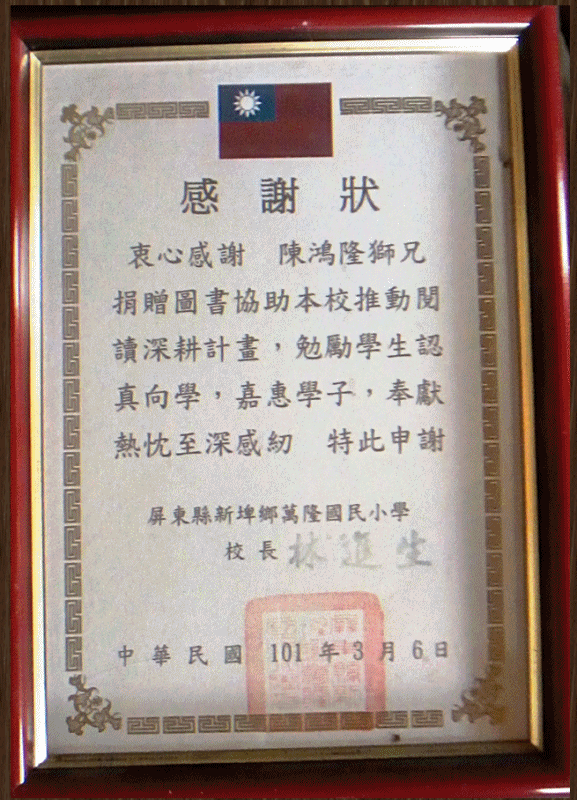 感謝狀
衷心感謝　陳鴻隆獅兄
捐贈圖書協助本校推動閱
讀深耕計畫，勉勵學生認
真向學，嘉惠學子，奉獻
熱忱至深感紉　特此申謝
屏東縣新埤鄉萬隆國民小學
校長 林進生
中華民國 101 年 3 月 6 日